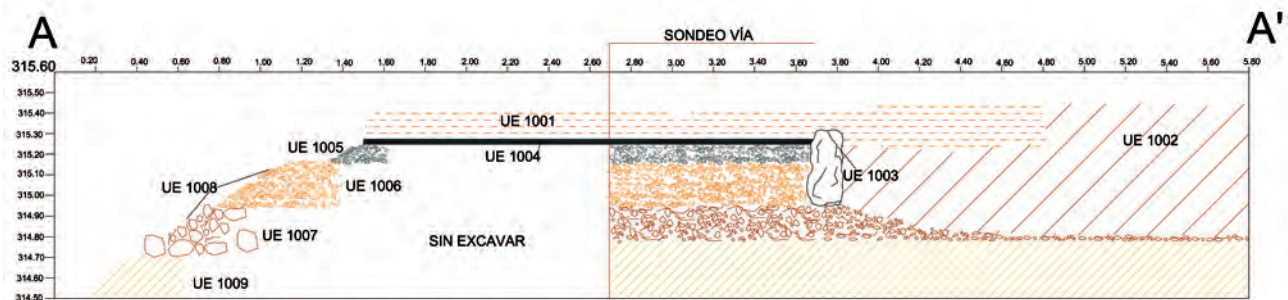 A A'
SONDEO VÍA
0.20 0.40 0.60 0.80 1.00 1.20 1.40 1.60 1.80 2.00 2.20 2.40 2.60 2.80 3.00 3.20 3.40 3.60 3.80 4.00 4.20 4.40 4.60 4.80 5.00 5.20 5.40 5.60 5.80
315.60
315.50
315.40
UE 1001
315.30
UE 1005 UE 1002
315.20 UE 1004
315.10 UE 1003
UE 1008 UE 1006
315.00
314.90
314.80 UE 1007 SIN EXCAVAR
314.70
314.60 UE 1009
314.50